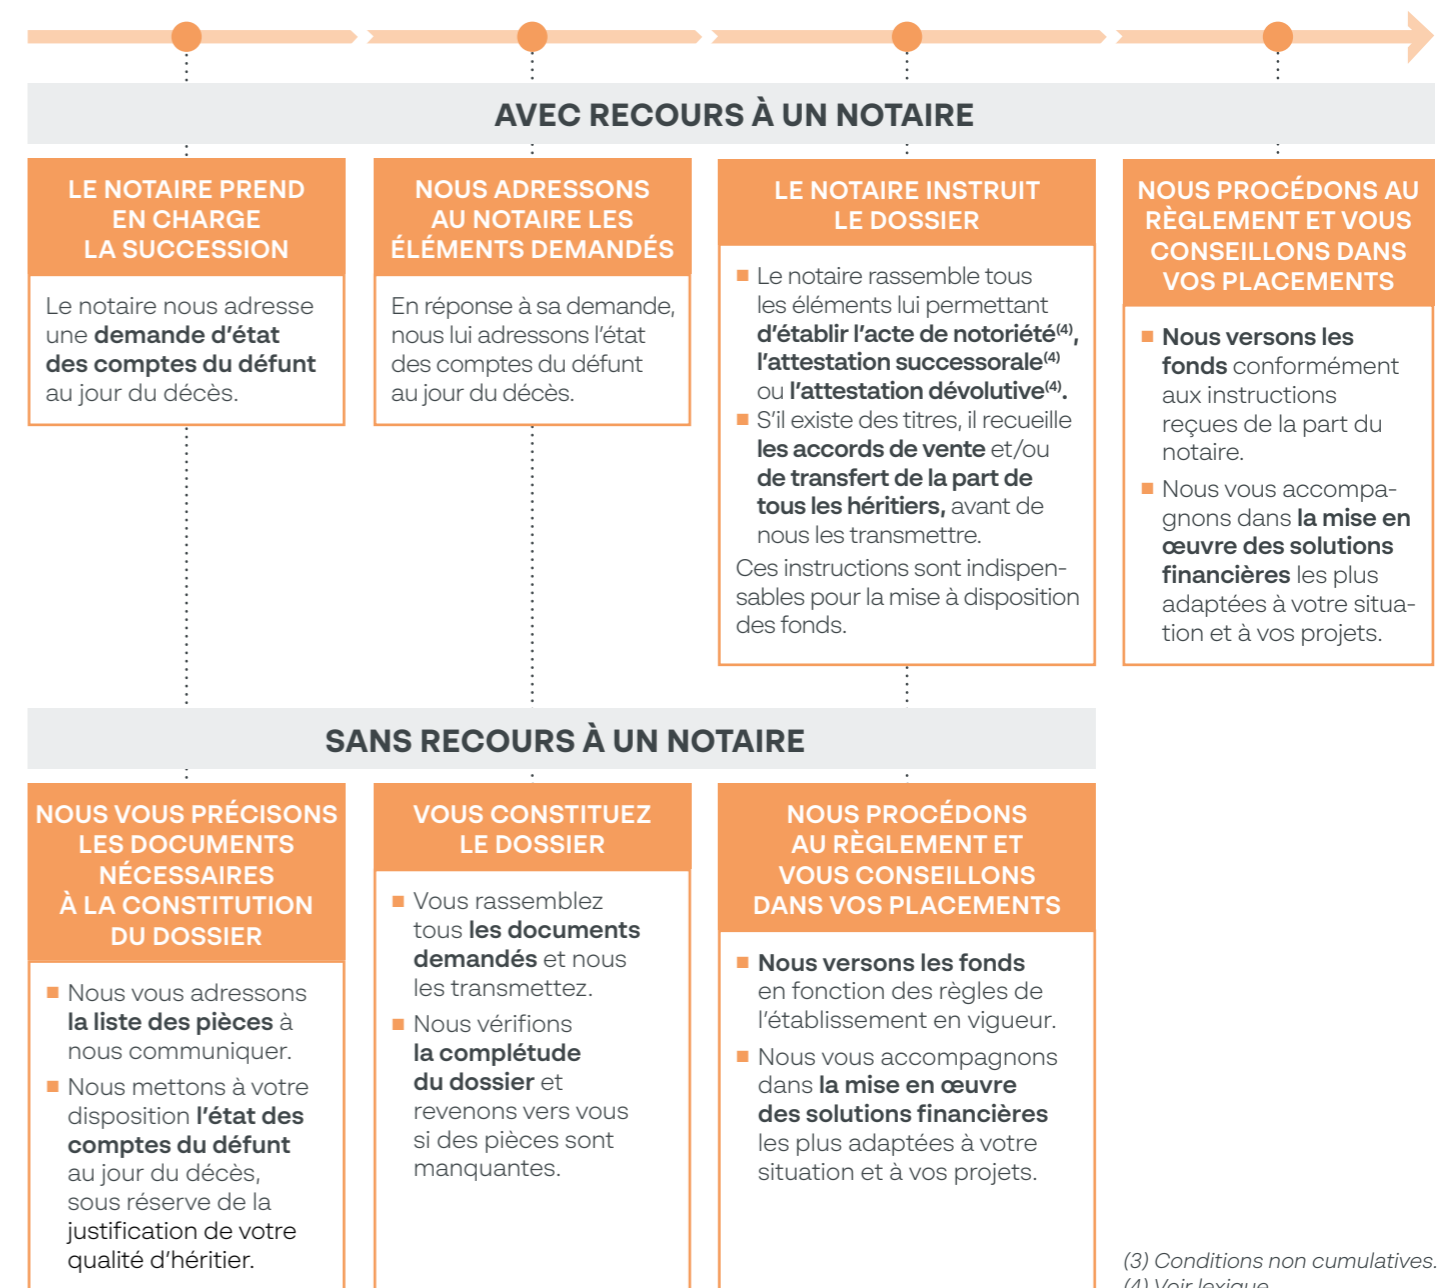 AVEC RECOURS À UN NOTAIRE
LE NOTAIRE PREND
EN CHARGE
LA SUCCESSION
Le notaire nous adresse
une demande d’état
des comptes du défunt
au jour du décès.
NOUS ADRESSONS
AU NOTAIRE LES
ÉLÉMENTS DEMANDÉS
En réponse à sa demande,
nous lui adressons l’état
des comptes du défunt
au jour du décès.
LE NOTAIRE INSTRUIT
LE DOSSIER
■ Le notaire rassemble tous
les éléments lui permettant
d’établir l’acte de notoriété(4),
l’attestation successorale(4)
ou l’attestation dévolutive(4).
■ S’il existe des titres, il recueille
les accords de vente et/ou
de transfert de la part de
tous les héritiers, avant de
nous les transmettre.
Ces instructions sont indispen-
sables pour la mise à disposition
des fonds.
NOUS PROCÉDONS AU
RÈGLEMENT ET VOUS
CONSEILLONS DANS
VOS PLACEMENTS
■ Nous versons les
fonds conformément
aux instructions
reçues de la part du
notaire.
■ Nous vous accompa-
gnons dans la mise en
œuvre des solutions
financières les plus
adaptées à votre situa-
tion et à vos projets.
SANS RECOURS À UN NOTAIRE
NOUS VOUS PRÉCISONS
LES DOCUMENTS
NÉCESSAIRES
À LA CONSTITUTION
DU DOSSIER
■ Nous vous adressons
la liste des pièces à
nous communiquer.
■ Nous mettons à votre
disposition l’état des
comptes du défunt
au jour du décès,
sous réserve de la
justification de votre
qualité d’héritier.
VOUS CONSTITUEZ
LE DOSSIER
■ Vous rassemblez
tous les documents
demandés et nous
les transmettez.
■ Nous vérifions
la complétude
du dossier et
revenons vers vous
si des pièces sont
manquantes.
NOUS PROCÉDONS
AU RÈGLEMENT ET
VOUS CONSEILLONS
DANS VOS PLACEMENTS
■ Nous versons les fonds
en fonction des règles de
l’établissement en vigueur.
■ Nous vous accompagnons
dans la mise en œuvre
des solutions financières
les plus adaptées à votre
situation et à vos projets.
(3) Conditions non cumulatives.
(4) Voir lexique